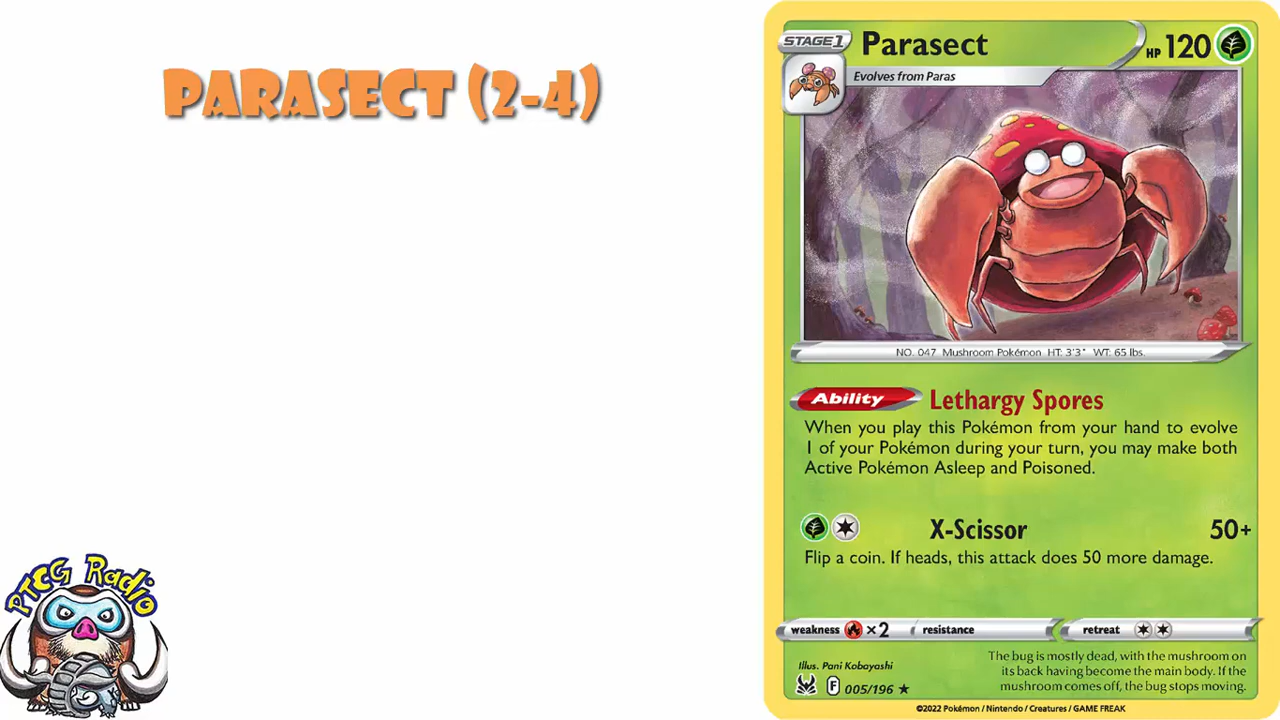 PARASECT (2-4)
STAGE 1
Parasect
HP 120
Evolves from Paras
NO. 047 Mushroom Pokémon HT: 3'3" WT: 65 lbs.
Ability Lethargy Spores
When you play this Pokémon from your hand to evolve
1 of your Pokémon during your turn, you may make both
Active Pokémon Asleep and Poisoned.
X-Scissor 50+
Flip a coin. If heads, this attack does 50 more damage.
weakness ×2 resistance retreat
Illus. Pani Kobayashi
F 005/196 ★
The bug is mostly dead, with the mushroom on
its back having become the main body. If the
mushroom comes off, the bug stops moving.
©2022 Pokémon / Nintendo / Creatures / GAME FREAK
PTCG Radio